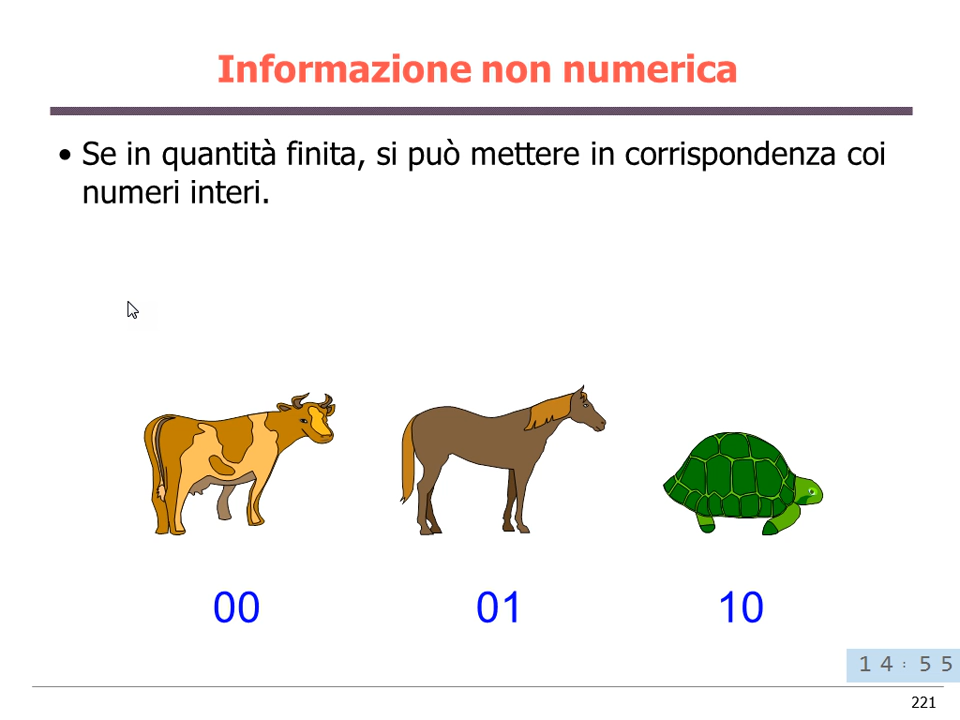 Informazione non numerica
• Se in quantità finita, si può mettere in corrispondenza coi
numeri interi.
00 01 10
14:55
221